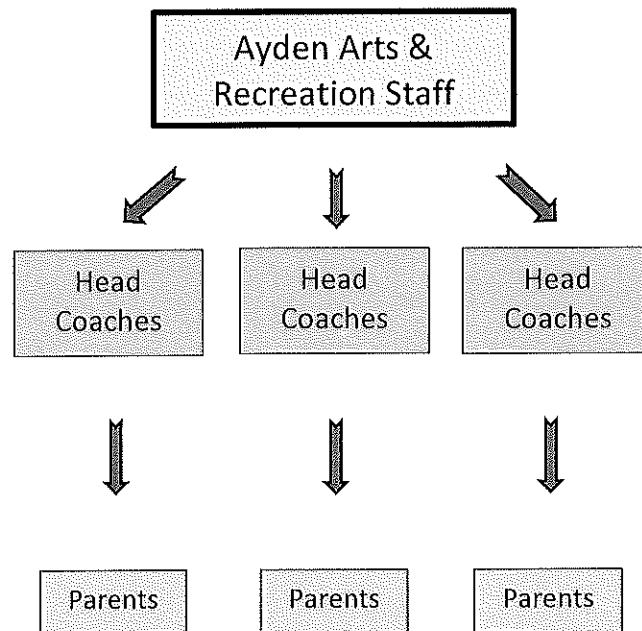 Ayden Arts &
Recreation Staff
Head
Coaches
Head
Coaches
Head
Coaches
Parents
Parents
Parents